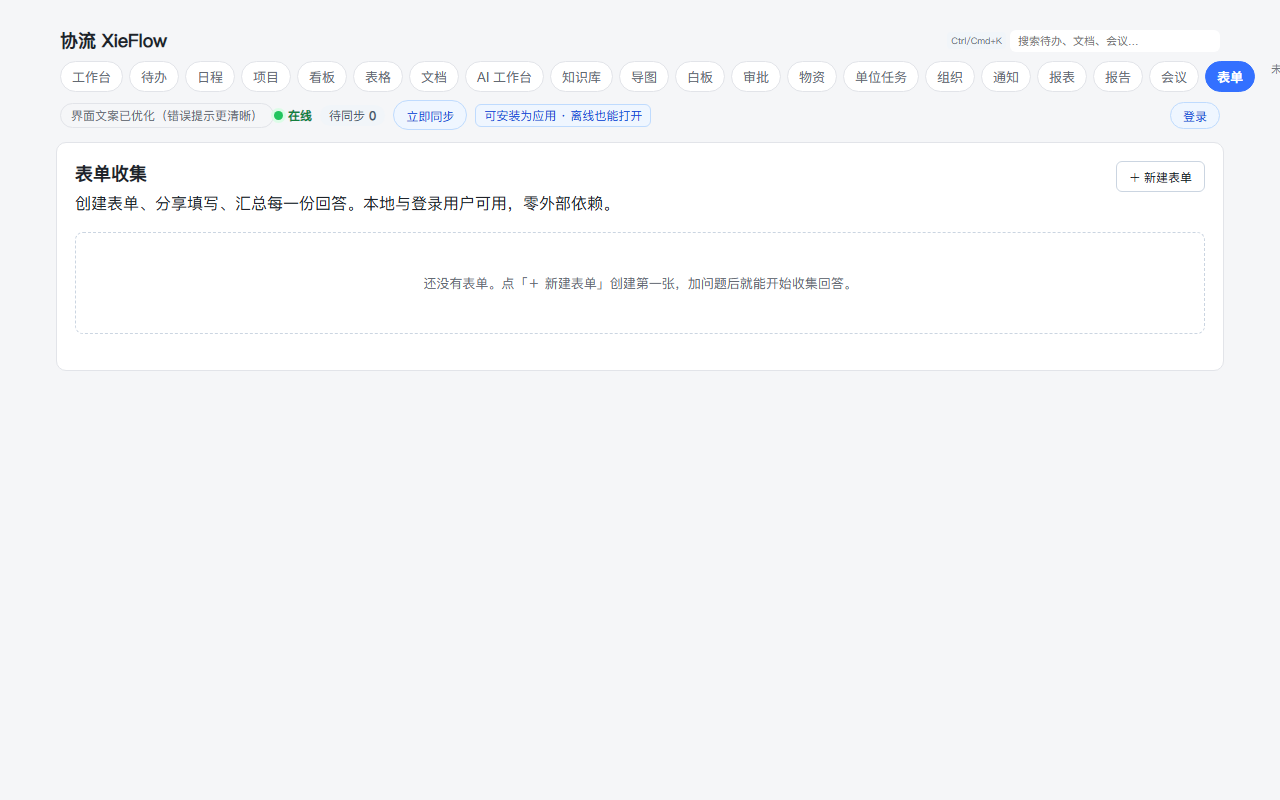 协流 XieFlow
Ctrl/Cmd+K 搜索待办、文档、会议...
工作台 待办 日程 项目 看板 表格 文档 AI 工作台 知识库 导图 白板 审批 物资 单位任务 组织 通知 报表 报告 会议 表单 未
界面文案已优化（错误提示更清晰） 在线 待同步 0 立即同步 可安装为应用 · 离线也能打开 登录
表单收集
＋ 新建表单
创建表单、分享填写、汇总每一份回答。本地与登录用户可用，零外部依赖。
还没有表单。点「＋ 新建表单」创建第一张，加问题后就能开始收集回答。